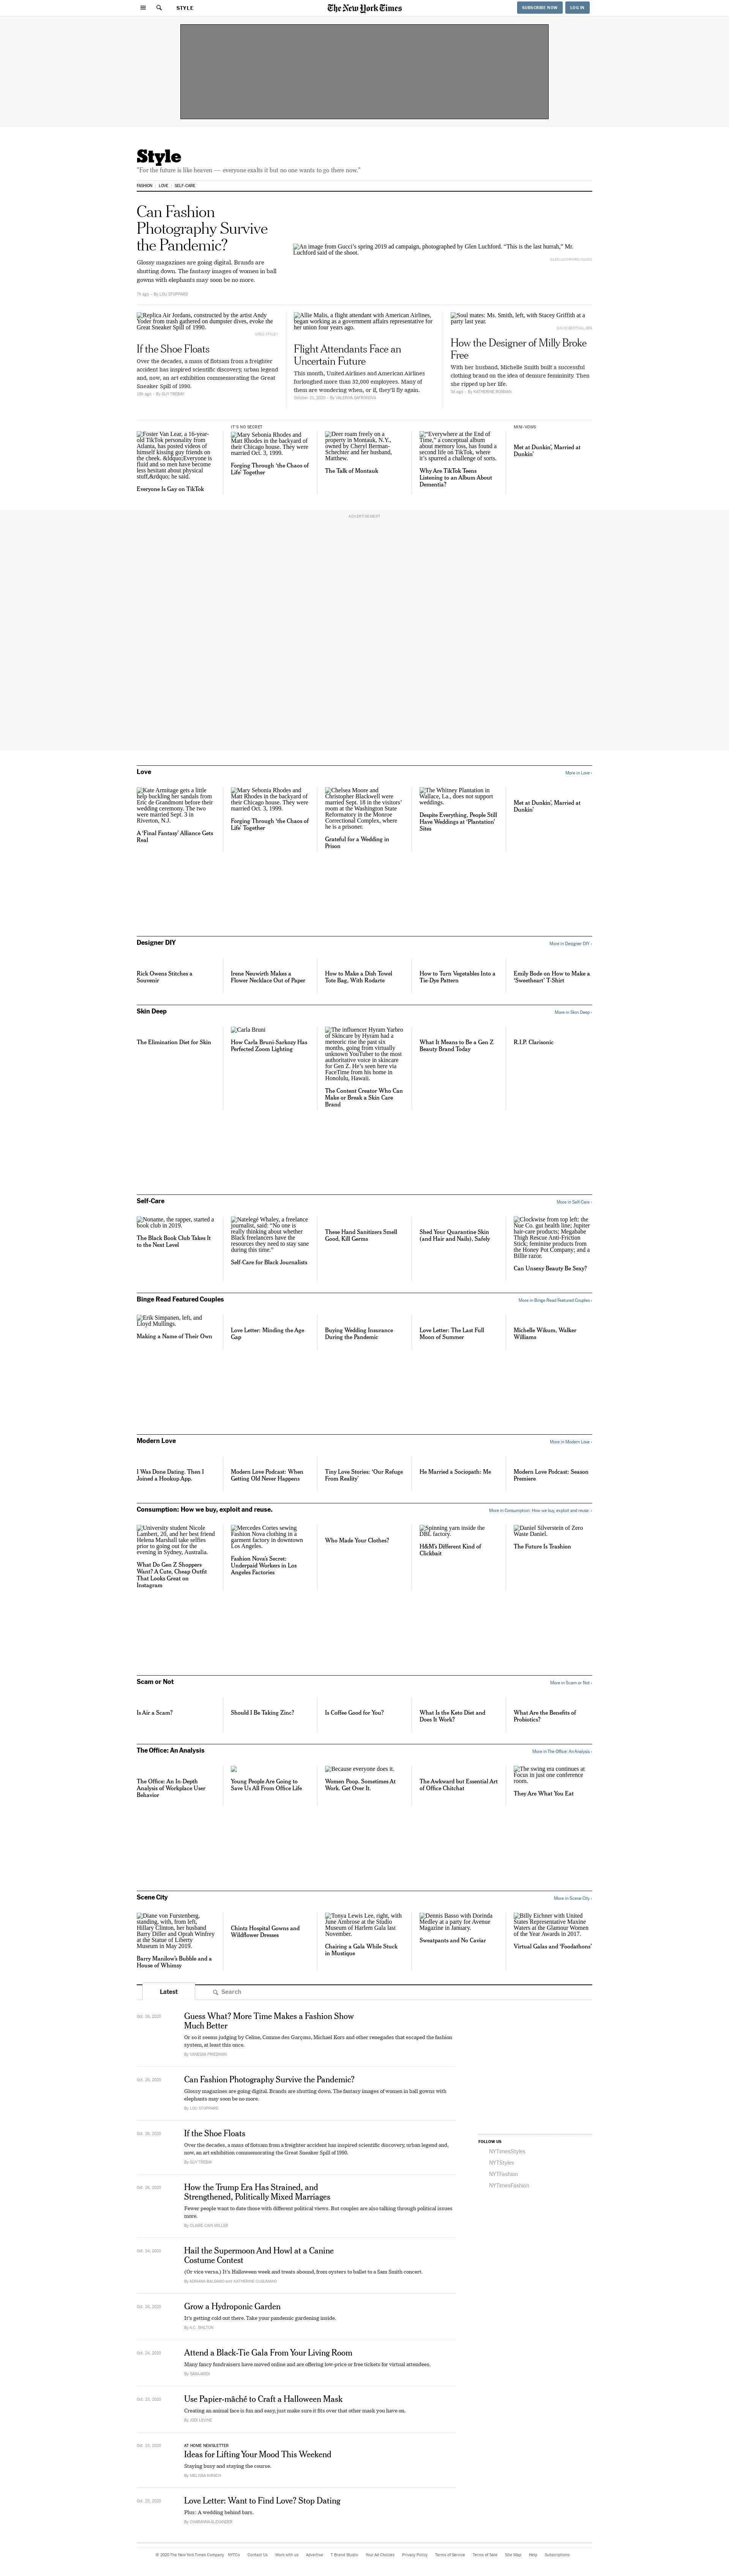 STYLE
The New York Times
SUBSCRIBE NOW
LOG IN
Style
"For the future is like heaven — everyone exalts it but no one wants to go there now."
FASHION
LOVE
SELF-CARE
Can Fashion
Photography Survive
the Pandemic?
Glossy magazines are going digital. Brands are
shutting down. The fantasy images of women in ball
gowns with elephants may soon be no more.
7h ago · By LOU STOPPARD
An image from Gucci's spring 2019 ad campaign, photographed by Glen Luchford. "This is the last hurrah," Mr.
Luchford said of the shoot.
GLEN LUCHFORD/GUCCI
Replica Air Jordans, constructed by the artist Andy
Yoder from trash gathered on dumpster dives, evoke the
Great Sneaker Spill of 1990.
GREG STALEY
If the Shoe Floats
Over the decades, a mass of flotsam from a freighter
accident has inspired scientific discovery, urban legend
and, now, an art exhibition commemorating the Great
Sneaker Spill of 1990.
By GUY TREBAY
Allie Malis, a flight attendant with American Airlines,
began working as a government affairs representative for
her union four years ago.
Flight Attendants Face an
Uncertain Future
This month, United Airlines and American Airlines
furloughed more than 32,000 employees. Many of
them are wondering when, or if, they'll fly again.
October 21, 2020 · By VALERIYA SAFRONOVA
Soul mates: Ms. Smith, left, with Stacey Griffith at a
party last year.
How the Designer of Milly Broke
Free
With her husband, Michelle Smith built a successful
clothing brand on the idea of demure femininity. Then
she ripped up her life.
3d ago · By KATHERINE ROSMAN
Foster Van Lear, a 16-year-
old TikTok personality from
Atlanta, has posted videos of
himself kissing guy friends on
the cheek. &ldquo;Everyone is
fluid and so men have become
less hesitant about physical
stuff,&rdquo; he said.
Everyone Is Gay on TikTok
IT'S NO SECRET
Mary Sebonia Rhodes and
Matt Rhodes in the backyard of
their Chicago house. They were
married Oct. 3, 1999.
Forging Through 'the Chaos of
Life' Together
Deer roam freely on a
property in Montauk, N.Y.,
owned by Cheryl Berman-
Schechter and her husband,
Matthew.
The Talk of Montauk
"Everywhere at the End of
Time," a conceptual album
about memory loss, has found a
second life on TikTok, where
it's spurred a challenge of sorts.
Why Are TikTok Teens
Listening to an Album About
Dementia?
MINI-VOWS
Met at Dunkin', Married at
Dunkin'
ADVERTISEMENT
Love
More in Love ›
Kate Armitage gets a little
help buckling her sandals from
Eric de Grandmont before their
wedding ceremony. The two
were married Sept. 3 in
Riverton, N.J.
A 'Final Fantasy' Alliance Gets
Real
Mary Sebonia Rhodes and
Matt Rhodes in the backyard of
their Chicago house. They were
married Oct. 3, 1999.
Forging Through 'the Chaos of
Life' Together
Chelsea Moore and
Christopher Blackwell were
married Sept. 18 in the visitors'
room at the Washington State
Reformatory in the Monroe
Correctional Complex, where
he is a prisoner.
Grateful for a Wedding in
Prison
The Whitney Plantation in
Wallace, La., does not support
weddings.
Despite Everything, People Still
Have Weddings at 'Plantation'
Sites
Met at Dunkin', Married at
Dunkin'
Designer DIY
More in Designer DIY ›
Rick Owens Stitches a
Souvenir
Irene Neuwirth Makes a
Flower Necklace Out of Paper
How to Make a Dish Towel
Tote Bag, With Rodarte
How to Turn Vegetables Into a
Tie-Dye Pattern
Emily Bode on How to Make a
'Sweetheart' T-Shirt
Skin Deep
More in Skin Deep ›
The Elimination Diet for Skin
Carla Bruni
How Carla Bruni-Sarkozy Has
Perfected Zoom Lighting
The influencer Hyram Yarbro
of Skincare by Hyram had a
meteoric rise the past six
months, going from virtually
unknown YouTuber to the most
authoritative voice in skincare
for Gen Z. He's seen here via
FaceTime from his home in
Honolulu, Hawaii.
The Content Creator Who Can
Make or Break a Skin Care
Brand
What It Means to Be a Gen Z
Beauty Brand Today
R.I.P. Clarisonic
Self-Care
More in Self-Care ›
Noname, the rapper, started a
book club in 2019.
The Black Book Club Takes It
to the Next Level
Natelegé Whaley, a freelance
journalist, said: "No one is
really thinking about whether
Black freelancers have the
resources they need to stay sane
during this time."
Self-Care for Black Journalists
These Hand Sanitizers Smell
Good, Kill Germs
Shed Your Quarantine Skin
(and Hair and Nails), Safely
Clockwise from top left: the
Nue Co. gut health line; Jupiter
hair-care products; Megababe
Thigh Rescue Anti-Friction
Stick; feminine products from
the Honey Pot Company; and a
Billie razor.
Can Unsexy Beauty Be Sexy?
Binge Read Featured Couples
More in Binge Read Featured Couples ›
Erik Simpanen, left, and
Lloyd Mullings.
Making a Name of Their Own
Love Letter: Minding the Age
Gap
Buying Wedding Insurance
During the Pandemic
Love Letter: The Last Full
Moon of Summer
Michelle Wikum, Walker
Williams
Modern Love
More in Modern Love ›
I Was Done Dating. Then I
Joined a Hookup App.
Modern Love Podcast: When
Getting Old Never Happens
Tiny Love Stories: 'Our Refuge
From Reality'
He Married a Sociopath: Me
Modern Love Podcast: Season
Premiere
Consumption: How we buy, exploit and reuse.
More in Consumption: How we buy, exploit and reuse. ›
University student Nicole
Lambert, 20, and her best friend
Helena Marshall take selfies
prior to going out for the
evening in Sydney, Australia.
What Do Gen Z Shoppers
Want? A Cute, Cheap Outfit
That Looks Great on
Instagram
Mercedes Cortes sewing
Fashion Nova clothing in a
garment factory in downtown
Los Angeles.
Fashion Nova's Secret:
Underpaid Workers in Los
Angeles Factories
Who Made Your Clothes?
Spinning yarn inside the
DBL factory.
H&M's Different Kind of
Clickbait
Daniel Silverstein of Zero
Waste Daniel.
The Future Is Trashion
Scam or Not
More in Scam or Not ›
Is Air a Scam?
Should I Be Taking Zinc?
Is Coffee Good for You?
What Is the Keto Diet and
Does It Work?
What Are the Benefits of
Probiotics?
The Office: An Analysis
More in The Office: An Analysis ›
The Office: An In-Depth
Analysis of Workplace User
Behavior
Young People Are Going to
Save Us All From Office Life
Because everyone does it.
Women Poop. Sometimes At
Work. Get Over It.
The Awkward but Essential Art
of Office Chitchat
The swing era continues at
Focus in just one conference
room.
They Are What You Eat
Scene City
More in Scene City ›
Diane von Furstenberg,
standing, with, from left,
Hillary Clinton, her husband
Barry Diller and Oprah Winfrey
at the Statue of Liberty
Museum in May 2019.
Barry Manilow's Bubble and a
House of Whimsy
Chintz Hospital Gowns and
Wildflower Dresses
Tonya Lewis Lee, right, with
June Ambrose at the Studio
Museum of Harlem Gala last
November.
Chairing a Gala While Stuck
in Mustique
Dennis Basso with Dorinda
Medley at a party for Avenue
Magazine in January.
Sweatpants and No Caviar
Billy Eichner with United
States Representative Maxine
Waters at the Glamour Women
of the Year Awards in 2017.
Virtual Galas and 'Foodathons'
Latest
Search
Oct. 26, 2020
Guess What? More Time Makes a Fashion Show
Much Better
Or so it seems judging by Celine, Comme des Garçons, Michael Kors and other renegades that escaped the fashion
system, at least this once.
By VANESSA FRIEDMAN
Oct. 26, 2020
Can Fashion Photography Survive the Pandemic?
Glossy magazines are going digital. Brands are shutting down. The fantasy images of women in ball gowns with
elephants may soon be no more.
By LOU STOPPARD
If the Shoe Floats
Over the decades, a mass of flotsam from a freighter accident has inspired scientific discovery, urban legend and,
now, an art exhibition commemorating the Great Sneaker Spill of 1990.
By GUY TREBAY
How the Trump Era Has Strained, and
Strengthened, Politically Mixed Marriages
Fewer people want to date those with different political views. But couples are also talking through political issues
more.
By CLAIRE CAIN MILLER
Hail the Supermoon And Howl at a Canine
Costume Contest
(Or vice versa.) It's Halloween week and treats abound, from oysters to ballet to a Sam Smith concert.
By ADRIANA BALSAMO and KATHERINE CUSUMANO
Grow a Hydroponic Garden
It's getting cold out there. Take your pandemic gardening inside.
By A.C. SHILTON
Oct. 24, 2020
Attend a Black-Tie Gala From Your Living Room
Many fancy fundraisers have moved online and are offering low-price or free tickets for virtual attendees.
By SARA ARIDI
Oct. 23, 2020
Use Papier-mâché to Craft a Halloween Mask
Creating an animal face is fun and easy, just make sure it fits over that other mask you have on.
By JODI LEVINE
Oct. 23, 2020
AT HOME NEWSLETTER
Ideas for Lifting Your Mood This Weekend
Staying busy and staying the course.
By MELISSA KIRSCH
Oct. 23, 2020
Love Letter: Want to Find Love? Stop Dating
Plus: A wedding behind bars.
By CHARANNA ALEXANDER
FOLLOW US
NYTimesStyles
NYTStyles
NYTFashion
NYTimesFashion
© 2020 The New York Times Company
NYTCo
Contact Us
Work with us
Advertise
T Brand Studio
Your Ad Choices
Privacy Policy
Terms of Service
Terms of Sale
Site Map
Help
Subscriptions